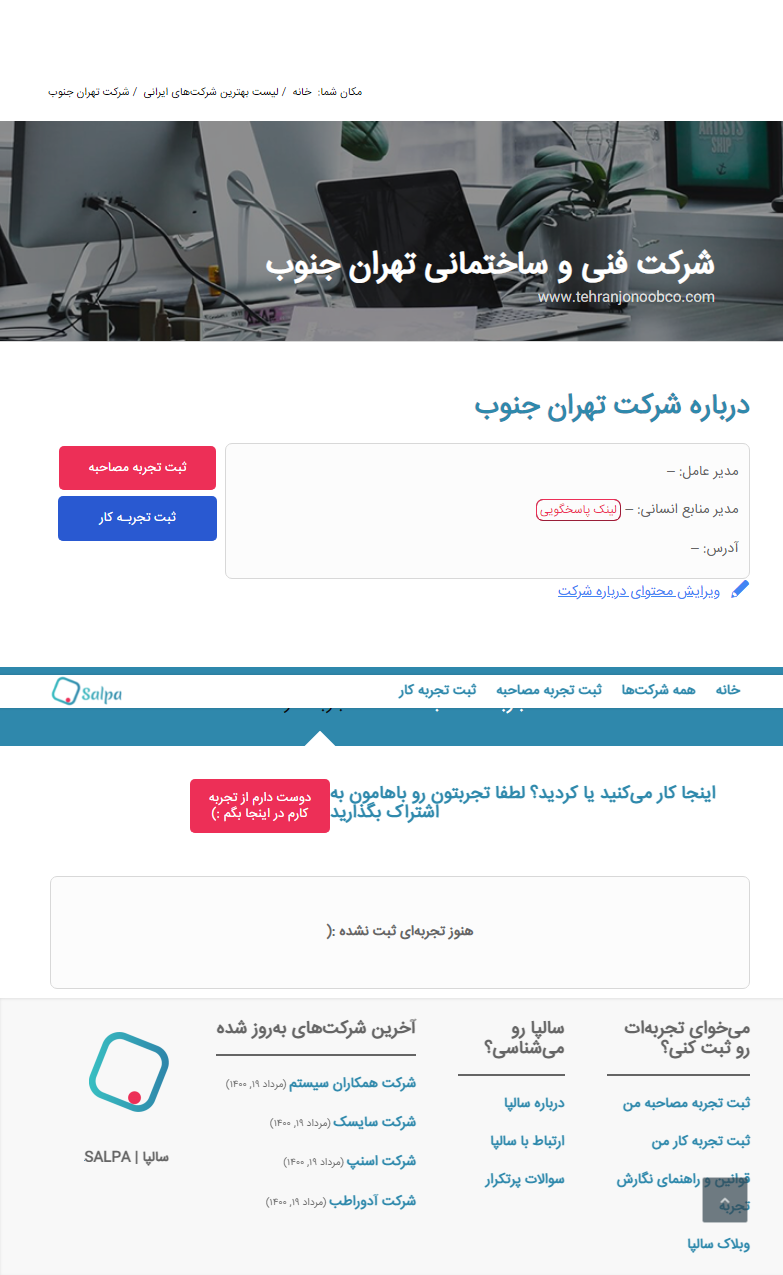 مکان شما: خانه / لیست بهترین شرکت‌های ایرانی / شرکت تهران جنوب
ARTISTS
SHIP
شرکت فنی و ساختمانی تهران جنوب
www.tehranjonoobco.com
درباره شرکت تهران جنوب
مدیر عامل: –
مدیر منابع انسانی: – لینک پاسخگویی
آدرس: –
ثبت تجربه مصاحبه
ثبت تجربـه کار
ویرایش محتوای درباره شرکت
خانه
همه شرکت‌ها
ثبت تجربه مصاحبه
ثبت تجربه کار
Salpa
اینجا کار می‌کنید یا کردید؟ لطفا تجربتون رو باهامون به
اشتراک بگذارید
دوست دارم از تجربه
کارم در اینجا بگم :)
هنوز تجربه‌ای ثبت نشده :(
می‌خوای تجربه‌ات
رو ثبت کنی؟
ثبت تجربه مصاحبه من
ثبت تجربه کار من
قوانین و راهنمای نگارش
تجربه
وبلاک سالپا
سالپا رو
می‌شناسی؟
درباره سالپا
ارتباط با سالپا
سوالات پرتکرار
آخرین شرکت‌های به‌روز شده
شرکت همکاران سیستم (مرداد ۱۹, ۱۴۰۰)
شرکت سایسک (مرداد ۱۹, ۱۴۰۰)
شرکت اسنپ (مرداد ۱۹, ۱۴۰۰)
شرکت آدوراطب (مرداد ۱۹, ۱۴۰۰)
سالپا | SALPA